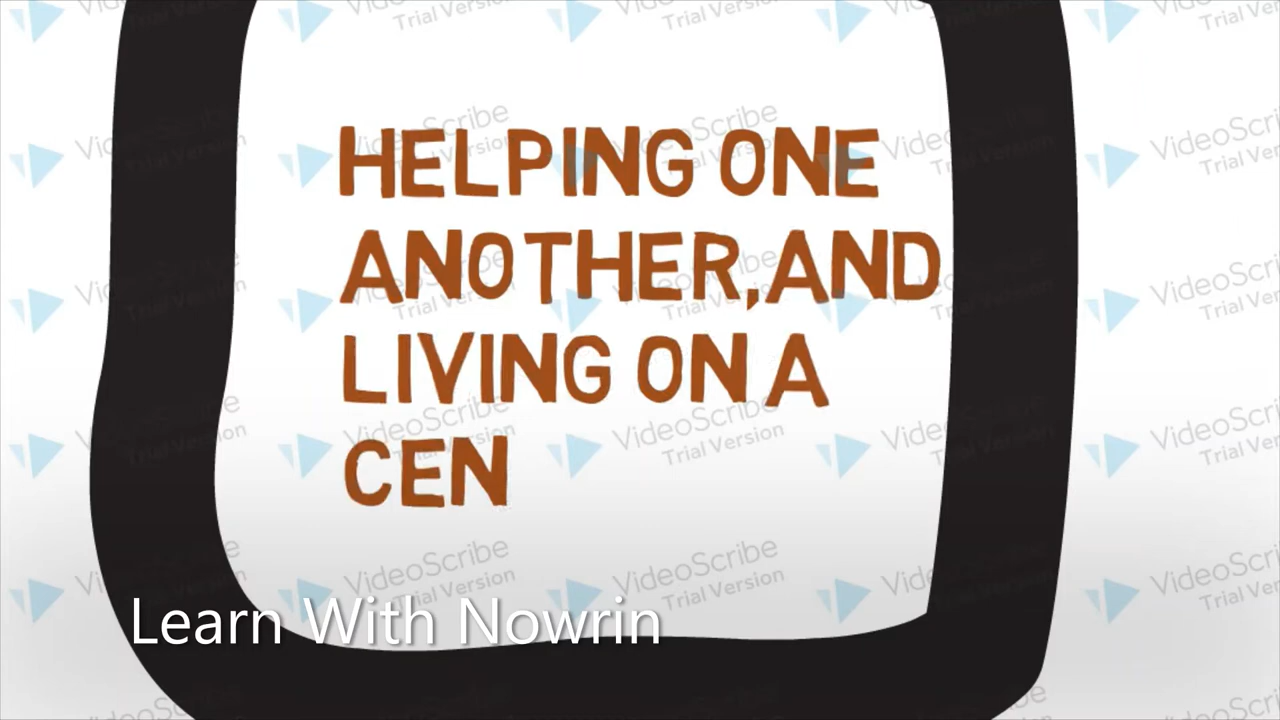 HELPING ONE
ANOTHER,AND
LIVING ON A
CEN
Learn With Nowrin
VideoScribe
Trial Version